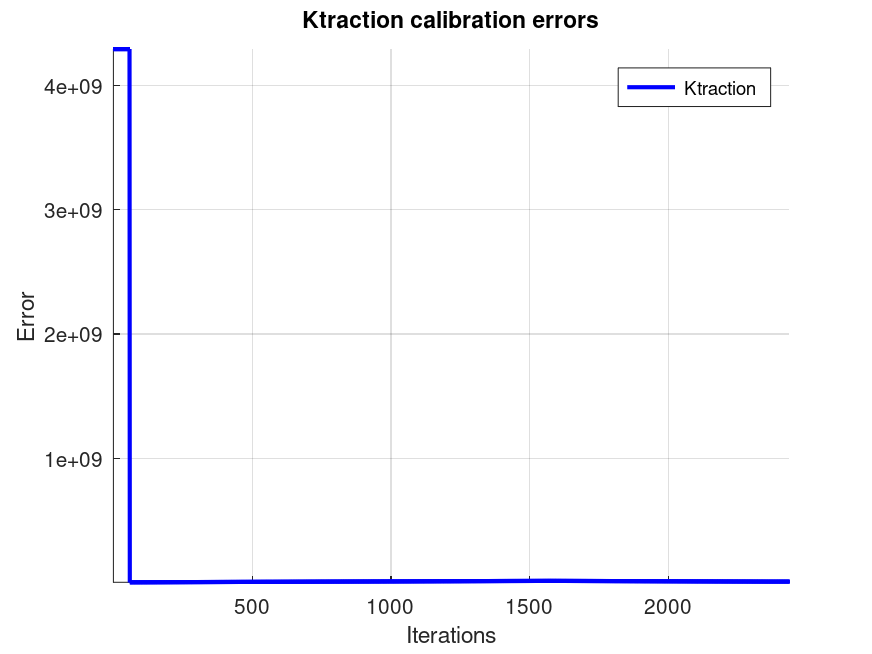 Ktraction calibration errors
Ktraction
4e+09
3e+09
2e+09
1e+09
Error
500
1000
1500
2000
Iterations